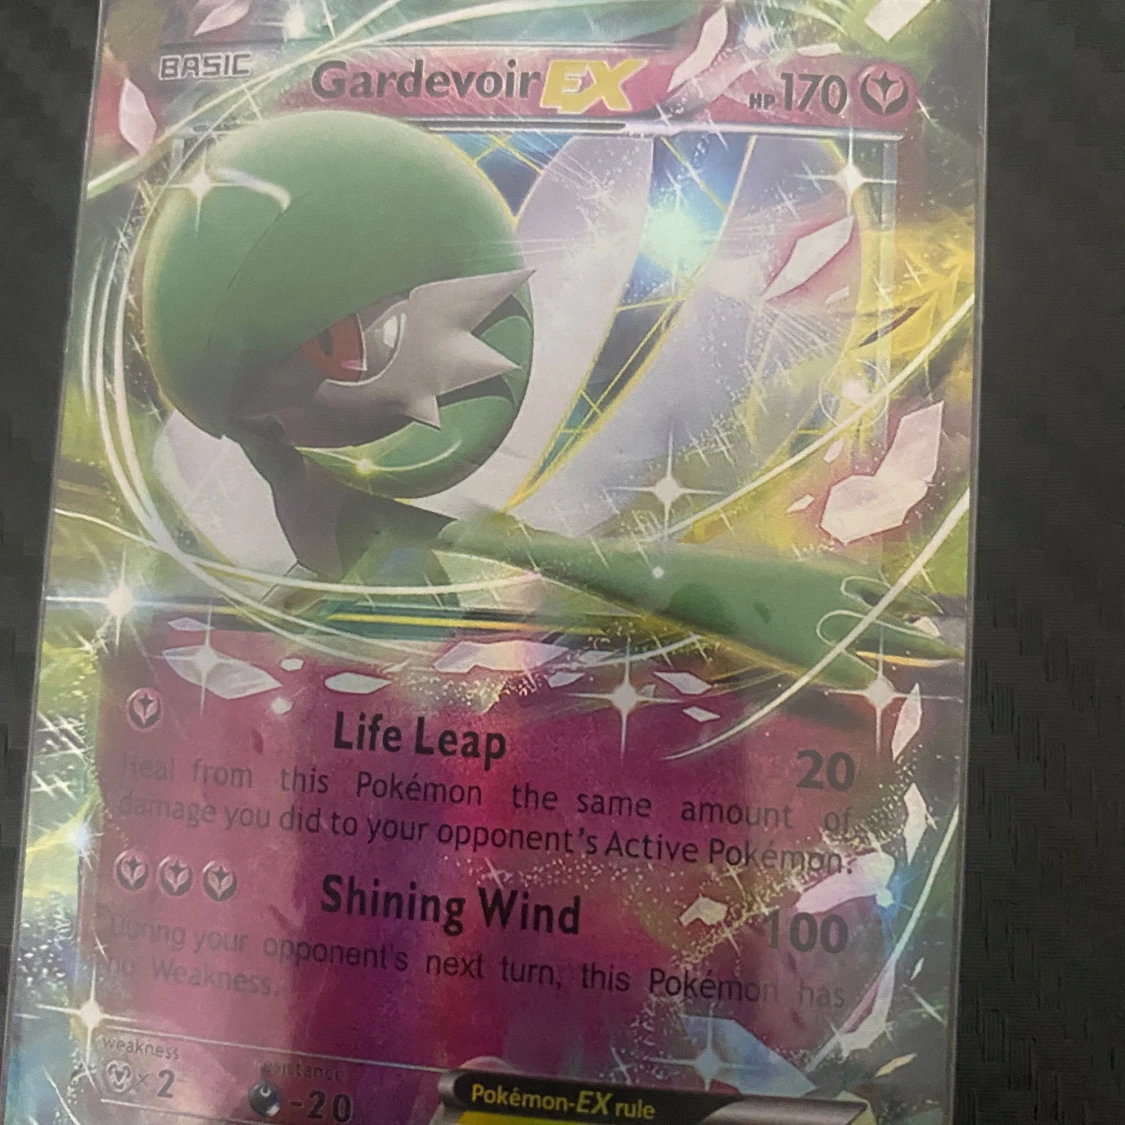 BASIC
Gardevoir EX
HP 170
Life Leap
20
Heal from this Pokémon the same amount of
damage you did to your opponent's Active Pokémon.
Shining Wind
100
During your opponent's next turn, this Pokémon has
no Weakness.
weakness
× 2
resistance
-20
Pokémon-EX rule